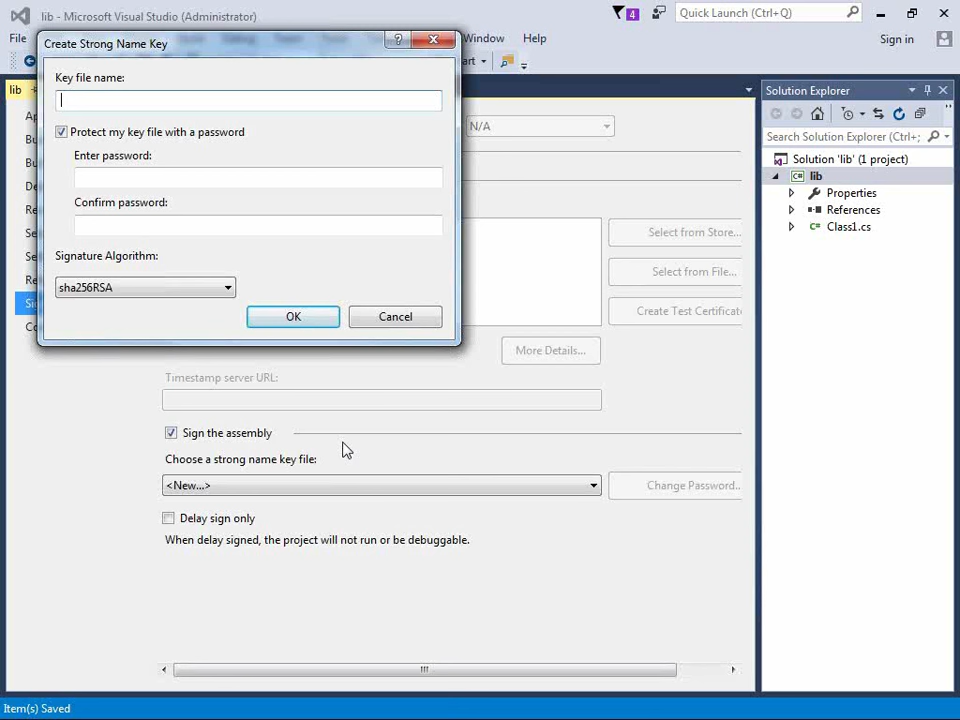 lib - Microsoft Visual Studio (Administrator)
4
Quick Launch (Ctrl+Q)
File
Window
Help
Sign in
Create Strong Name Key
?
Key file name:
Protect my key file with a password
Enter password:
Confirm password:
Signature Algorithm:
sha256RSA
OK
Cancel
lib
N/A
Select from Store...
Select from File...
Create Test Certificate
More Details...
Timestamp server URL:
Sign the assembly
Choose a strong name key file:
<New...>
Change Password..
Delay sign only
When delay signed, the project will not run or be debuggable.
Solution Explorer
Search Solution Explorer (Ctrl+;
Solution 'lib' (1 project)
C# lib
Properties
References
C# Class1.cs
Item(s) Saved